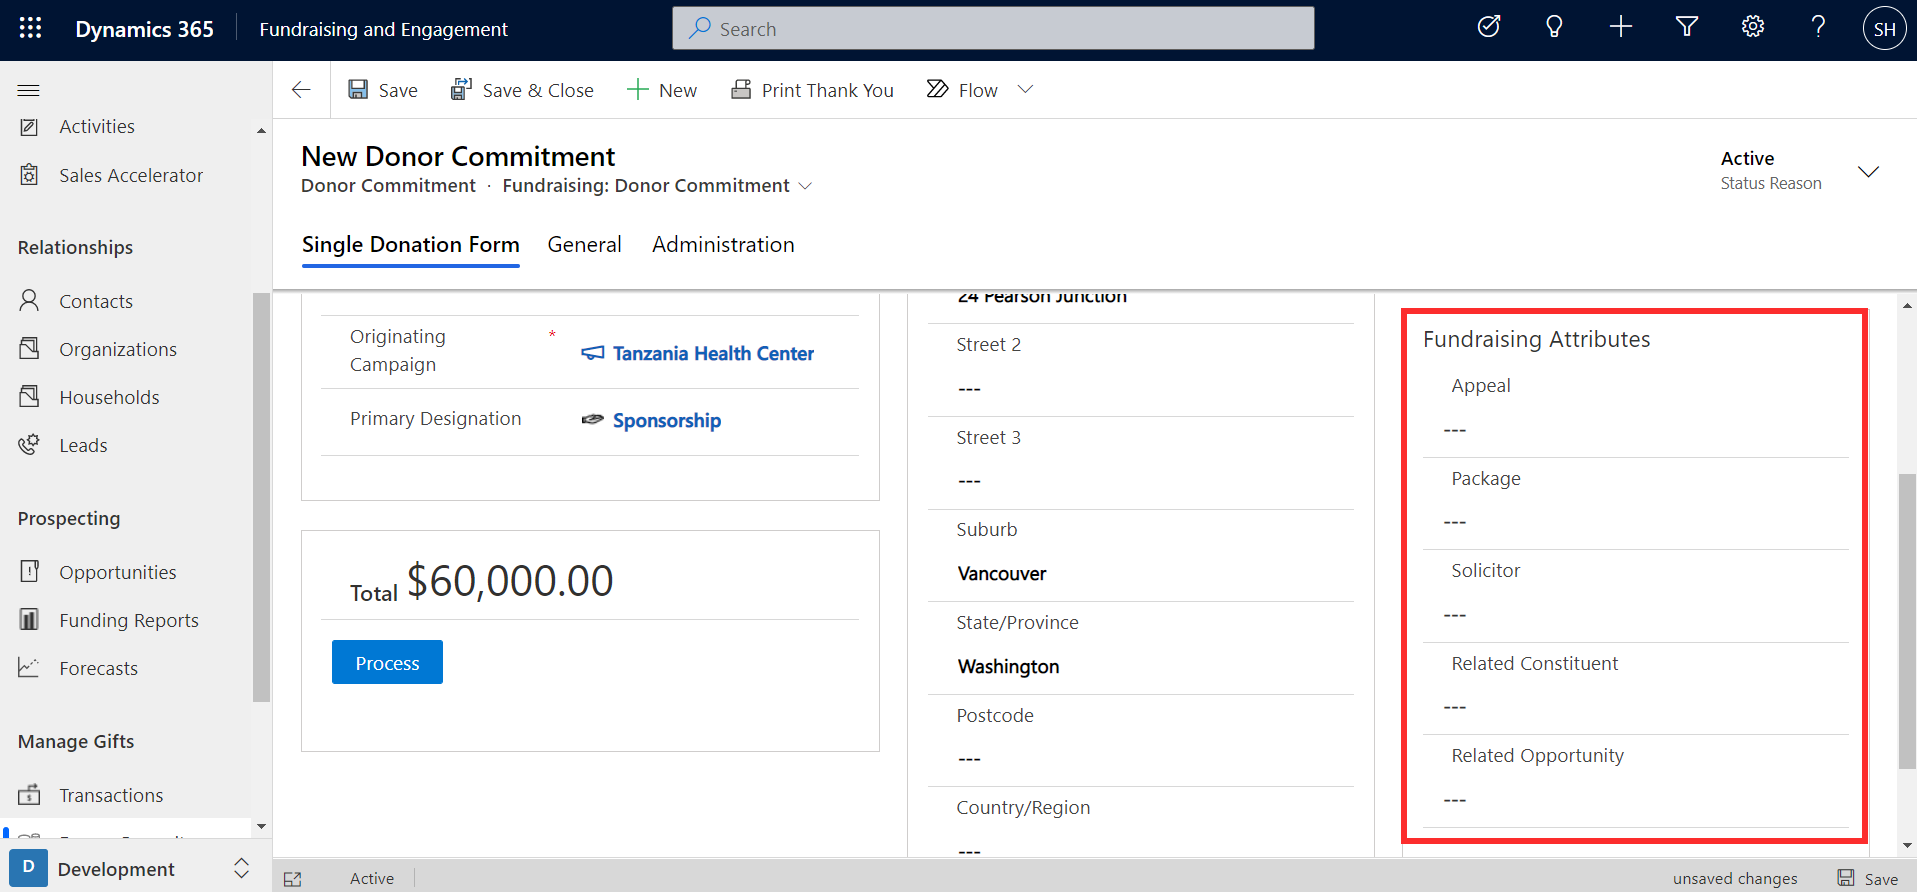 Dynamics 365
Fundraising and Engagement
Search
SH
Save
Save & Close
New
Print Thank You
Flow
Activities
Sales Accelerator
Relationships
Contacts
Organizations
Households
Leads
Prospecting
Opportunities
Funding Reports
Forecasts
Manage Gifts
Transactions
D
Development
New Donor Commitment
Donor Commitment · Fundraising: Donor Commitment
Active
Status Reason
Single Donation Form
General
Administration
Originating
Campaign
*
Tanzania Health Center
Primary Designation
Sponsorship
Total $60,000.00
Process
24 Pearson Junction
Street 2
---
Street 3
---
Suburb
Vancouver
State/Province
Washington
Postcode
---
Country/Region
---
Fundraising Attributes
Appeal
---
Package
---
Solicitor
---
Related Constituent
---
Related Opportunity
---
Active
unsaved changes
Save